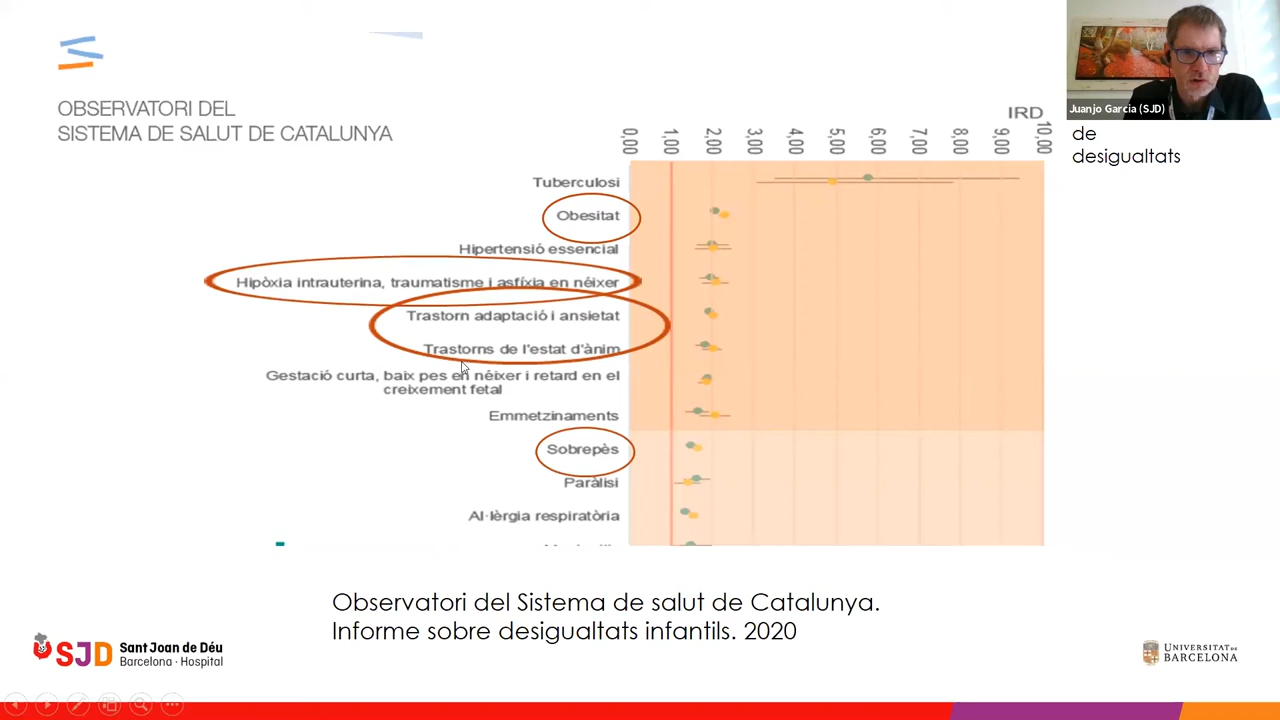 OBSERVATORI DEL
SISTEMA DE SALUT DE CATALUNYA
Juanjo Garcia (SJD)
de
desigualtats
IRD
0,00 1,00 2,00 3,00 4,00 5,00 6,00 7,00 8,00 9,00 10,00
Tuberculosi
Obesitat
Hipertensió essencial
Hipòxia intrauterina, traumatisme i asfíxia en néixer
Trastorn adaptació i ansietat
Trastorns de l'estat d'ànim
Gestació curta, baix pes en néixer i retard en el
creixement fetal
Emmetzinaments
Sobrepès
Paràlisi
Al·lèrgia respiratòria
Observatori del Sistema de salut de Catalunya.
Informe sobre desigualtats infantils. 2020
SJD Sant Joan de Déu
Barcelona · Hospital
UNIVERSITAT DE
BARCELONA